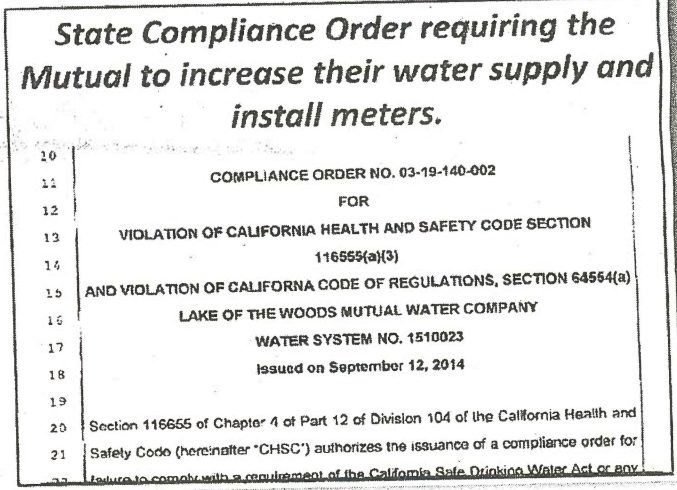 State Compliance Order requiring the
Mutual to increase their water supply and
install meters.
10
11 COMPLIANCE ORDER NO. 03-19-140-002
12 FOR
13 VIOLATION OF CALIFORNIA HEALTH AND SAFETY CODE SECTION
14 116555(a)(3)
15 AND VIOLATION OF CALIFORNA CODE OF REGULATIONS, SECTION 64554(a)
16 LAKE OF THE WOODS MUTUAL WATER COMPANY
17 WATER SYSTEM NO. 1510023
18 Issued on September 12, 2014
19
20 Section 116655 of Chapter 4 of Part 12 of Division 104 of the California Health and
21 Safety Code (hereinafter "CHSC") authorizes the issuance of a compliance order for
22 failure to comply with a requirement of the California Safe Drinking Water Act or any